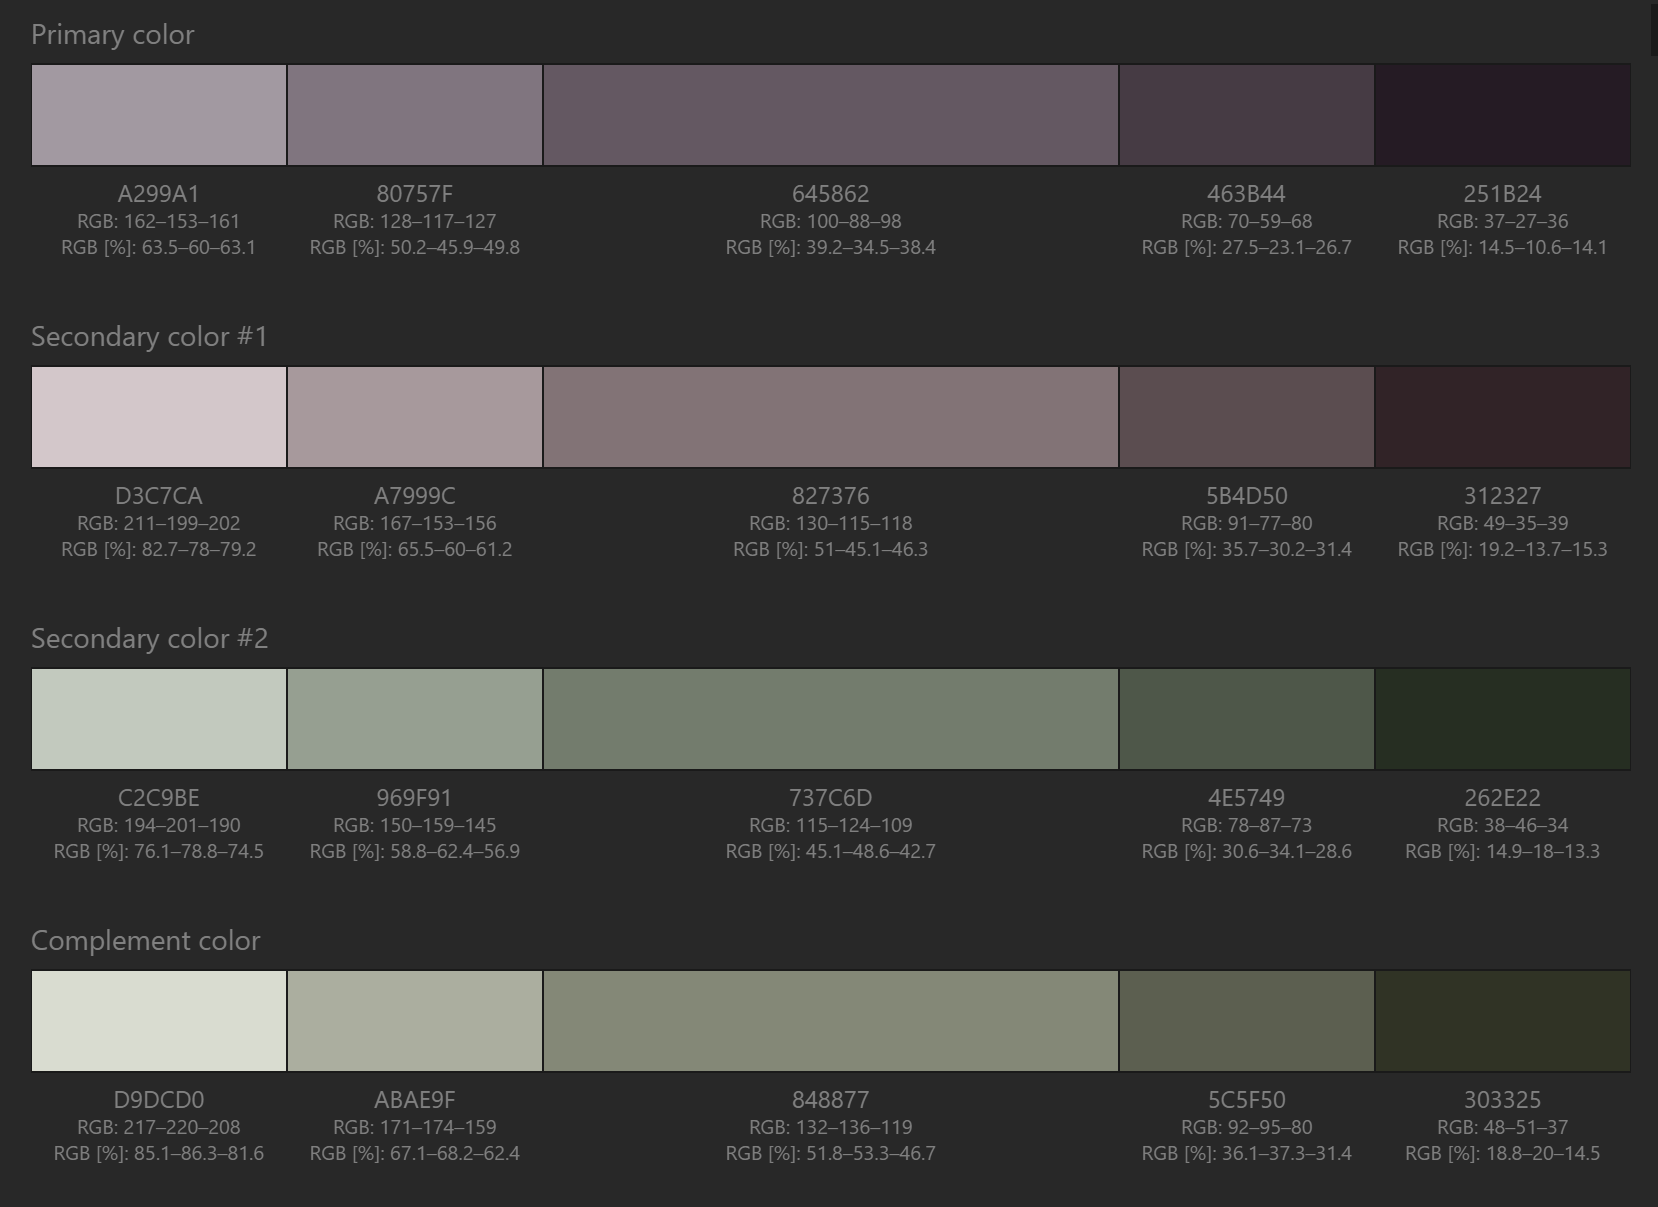 Primary color
A299A1 80757F 645862 463B44 251B24
RGB: 162–153–161 RGB: 128–117–127 RGB: 100–88–98 RGB: 70–59–68 RGB: 37–27–36
RGB [%]: 63.5–60–63.1 RGB [%]: 50.2–45.9–49.8 RGB [%]: 39.2–34.5–38.4 RGB [%]: 27.5–23.1–26.7 RGB [%]: 14.5–10.6–14.1
Secondary color #1
D3C7CA A7999C 827376 5B4D50 312327
RGB: 211–199–202 RGB: 167–153–156 RGB: 130–115–118 RGB: 91–77–80 RGB: 49–35–39
RGB [%]: 82.7–78–79.2 RGB [%]: 65.5–60–61.2 RGB [%]: 51–45.1–46.3 RGB [%]: 35.7–30.2–31.4 RGB [%]: 19.2–13.7–15.3
Secondary color #2
C2C9BE 969F91 737C6D 4E5749 262E22
RGB: 194–201–190 RGB: 150–159–145 RGB: 115–124–109 RGB: 78–87–73 RGB: 38–46–34
RGB [%]: 76.1–78.8–74.5 RGB [%]: 58.8–62.4–56.9 RGB [%]: 45.1–48.6–42.7 RGB [%]: 30.6–34.1–28.6 RGB [%]: 14.9–18–13.3
Complement color
D9DCD0 ABAE9F 848877 5C5F50 303325
RGB: 217–220–208 RGB: 171–174–159 RGB: 132–136–119 RGB: 92–95–80 RGB: 48–51–37
RGB [%]: 85.1–86.3–81.6 RGB [%]: 67.1–68.2–62.4 RGB [%]: 51.8–53.3–46.7 RGB [%]: 36.1–37.3–31.4 RGB [%]: 18.8–20–14.5